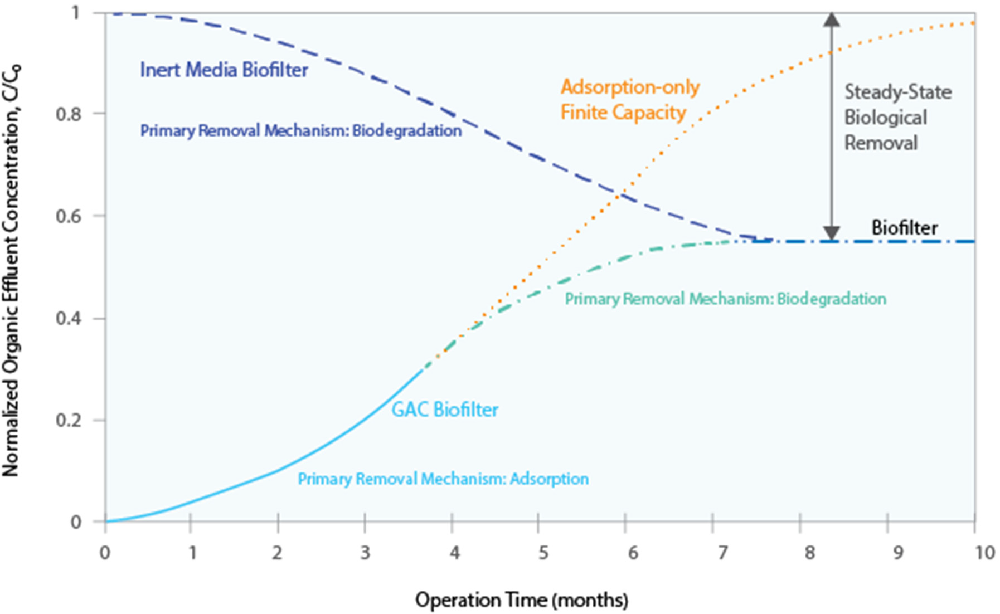 1
0.8
0.6
0.4
0.2
0
Normalized Organic Effluent Concentration, C/C₀
Inert Media Biofilter
Primary Removal Mechanism: Biodegradation
Adsorption-only
Finite Capacity
Steady-State
Biological
Removal
Biofilter
Primary Removal Mechanism: Biodegradation
GAC Biofilter
Primary Removal Mechanism: Adsorption
0 1 2 3 4 5 6 7 8 9 10
Operation Time (months)